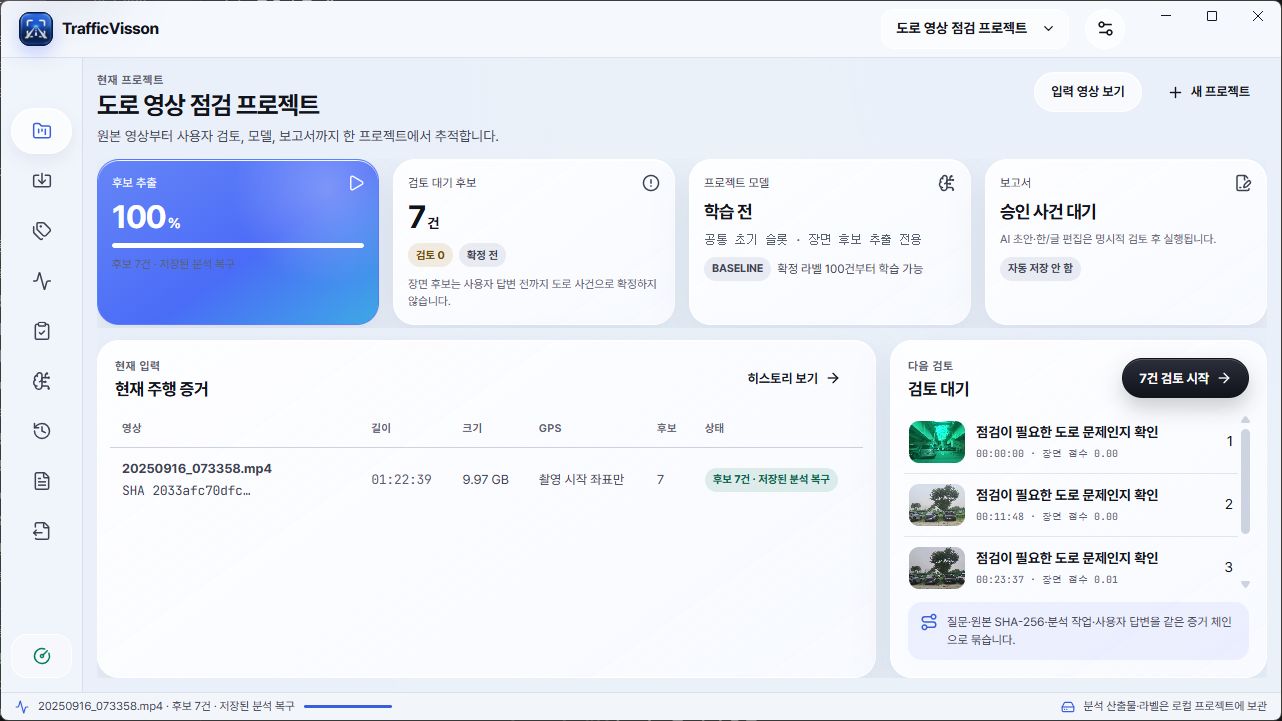 TrafficVisson
도로 영상 점검 프로젝트
현재 프로젝트
도로 영상 점검 프로젝트
원본 영상부터 사용자 검토, 모델, 보고서까지 한 프로젝트에서 추적합니다.
입력 영상 보기
+ 새 프로젝트
후보 추출
100%
후보 7건 · 저장된 분석 복구
검토 대기 후보
7건
검토 0 확정 전
장면 후보는 사용자 답변 전까지 도로 사건으로 확정하지
않습니다.
프로젝트 모델
학습 전
공통 초기 슬롯 · 장면 후보 추출 전용
BASELINE 확정 라벨 100건부터 학습 가능
보고서
승인 사건 대기
AI 초안·한/글 편집은 명시적 검토 후 실행됩니다.
자동 저장 안 함
현재 입력
현재 주행 증거
히스토리 보기 →
영상 길이 크기 GPS 후보 상태
20250916_073358.mp4
SHA 2033afc70dfc…
01:22:39 9.97 GB 촬영 시작 좌표만 7 후보 7건 · 저장된 분석 복구
다음 검토
검토 대기
7건 검토 시작 →
점검이 필요한 도로 문제인지 확인
00:00:00 · 장면 점수 0.00
1
점검이 필요한 도로 문제인지 확인
00:11:48 · 장면 점수 0.00
2
점검이 필요한 도로 문제인지 확인
00:23:37 · 장면 점수 0.01
3
질문·원본 SHA-256·분석 작업·사용자 답변을 같은 증거 체인
으로 묶습니다.
20250916_073358.mp4 · 후보 7건 · 저장된 분석 복구
분석 산출물·라벨은 로컬 프로젝트에 보관